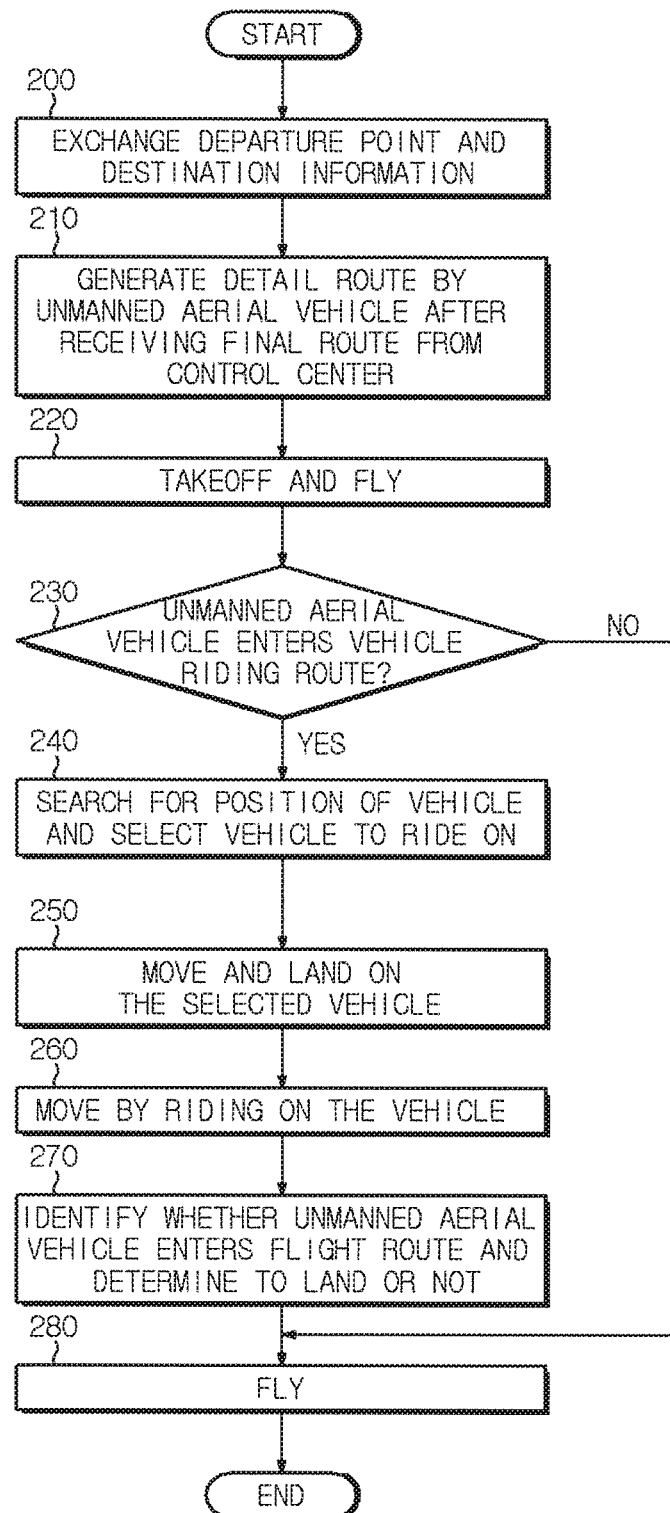 START
200
EXCHANGE DEPARTURE POINT AND
DESTINATION INFORMATION
210
GENERATE DETAIL ROUTE BY
UNMANNED AERIAL VEHICLE AFTER
RECEIVING FINAL ROUTE FROM
CONTROL CENTER
220
TAKEOFF AND FLY
230
UNMANNED AERIAL
VEHICLE ENTERS VEHICLE
RIDING ROUTE?
NO
YES
240
SEARCH FOR POSITION OF VEHICLE
AND SELECT VEHICLE TO RIDE ON
250
MOVE AND LAND ON
THE SELECTED VEHICLE
260
MOVE BY RIDING ON THE VEHICLE
270
IDENTIFY WHETHER UNMANNED AERIAL
VEHICLE ENTERS FLIGHT ROUTE AND
DETERMINE TO LAND OR NOT
280
FLY
END